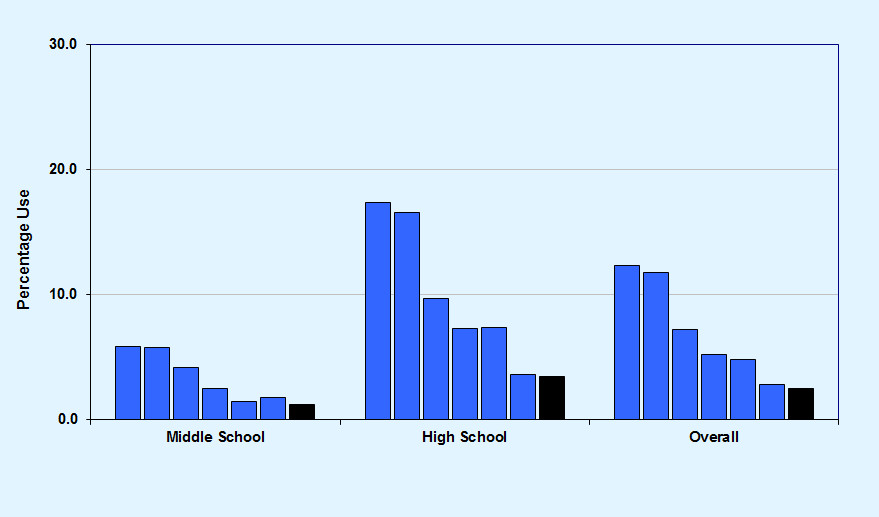 30.0
20.0
10.0
0.0
Percentage Use
Middle School
High School
Overall